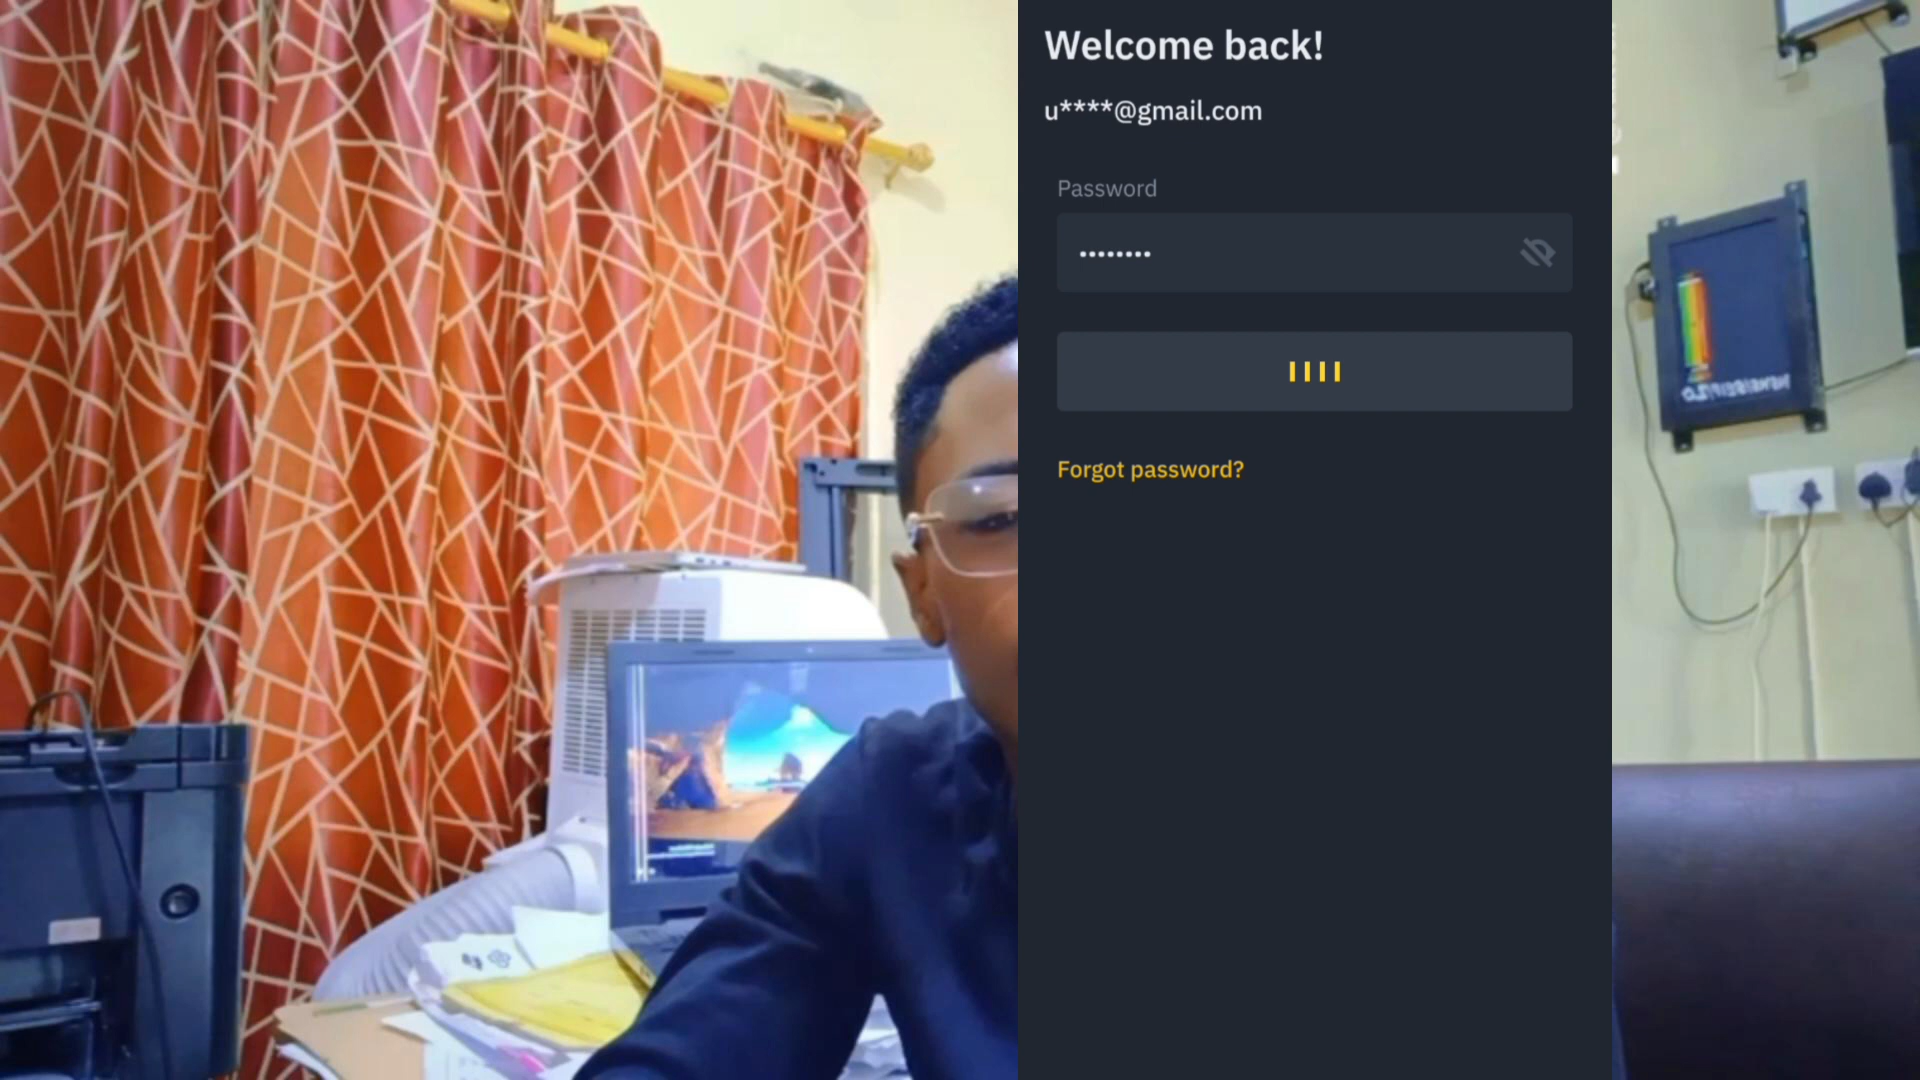 Welcome back!
u****@gmail.com
Password
••••••••
Forgot password?